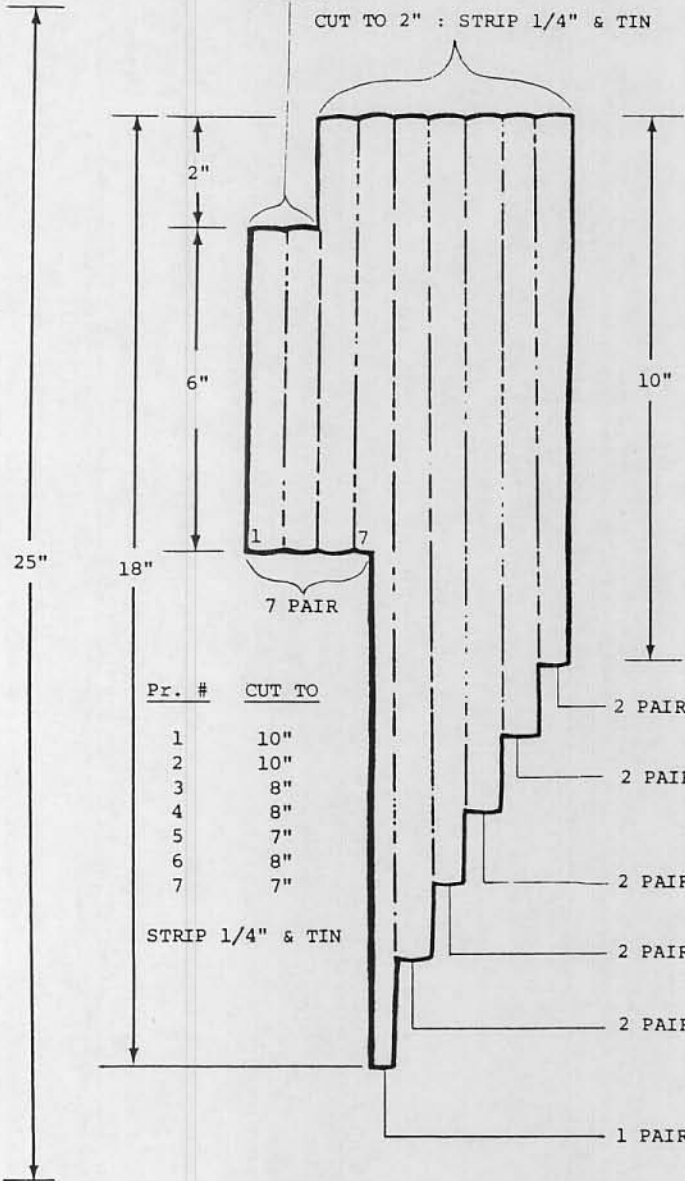 CUT TO 2" : STRIP 1/4" & TIN
2"
6"
10"
25"
18"
1 7
7 PAIR
Pr. # CUT TO
1 10"
2 10"
3 8"
4 8"
5 7"
6 8"
7 7"
STRIP 1/4" & TIN
2 PAIR
2 PAIR
2 PAIR
2 PAIR
2 PAIR
1 PAIR